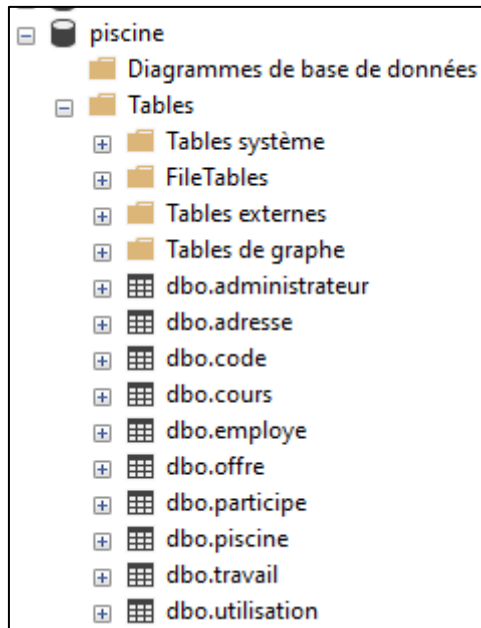 piscine
Diagrammes de base de données
Tables
Tables système
FileTables
Tables externes
Tables de graphe
dbo.administrateur
dbo.adresse
dbo.code
dbo.cours
dbo.employe
dbo.offre
dbo.participe
dbo.piscine
dbo.travail
dbo.utilisation